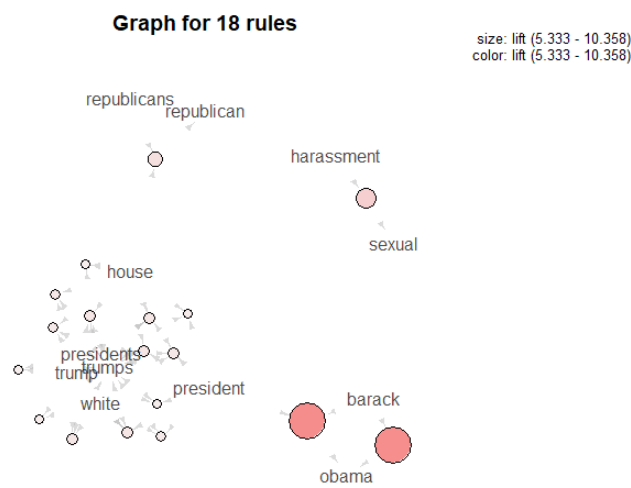 Graph for 18 rules
size: lift (5.333 - 10.358)
color: lift (5.333 - 10.358)
republicans
republican
harassment
sexual
house
presidents
trumps
trump
president
white
barack
obama